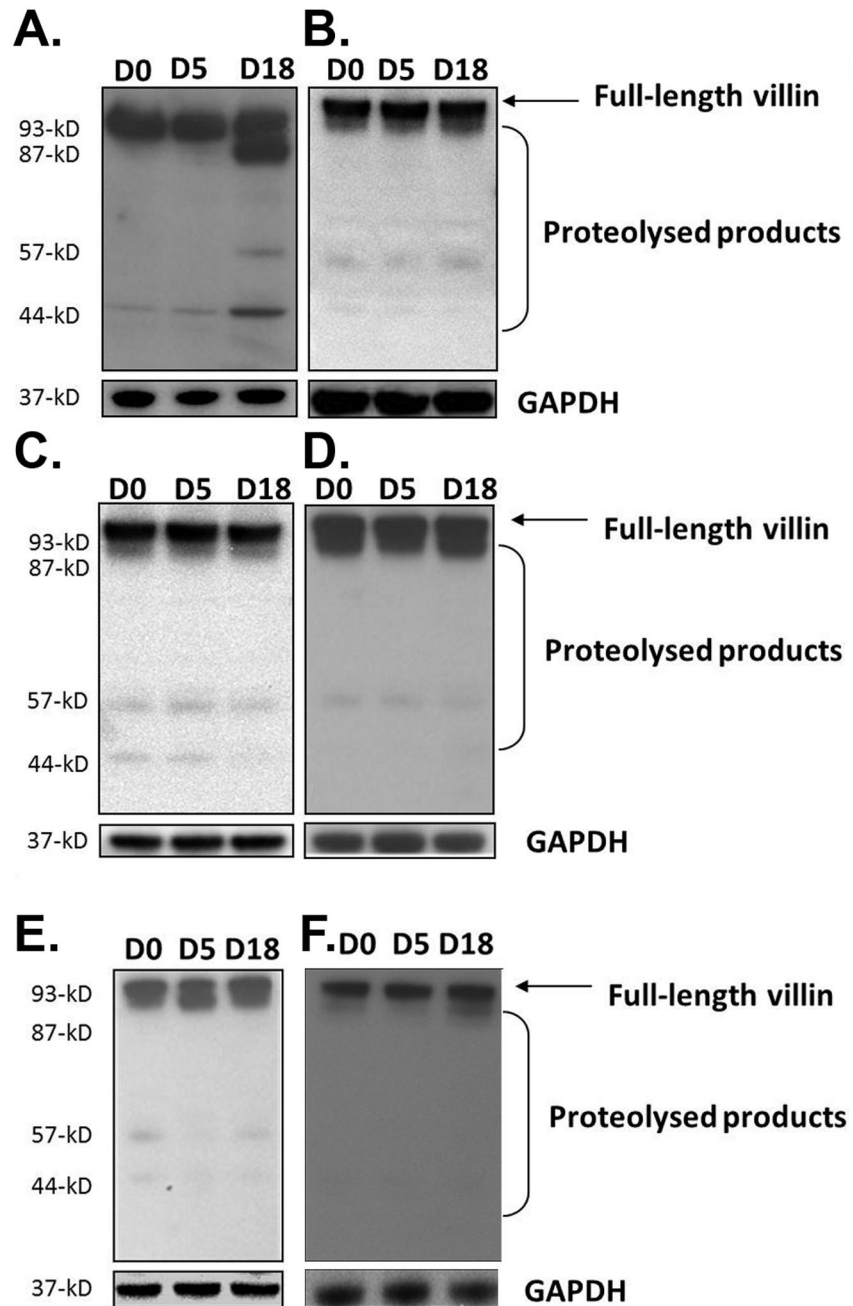 A. B.
D0 D5 D18 D0 D5 D18
Full-length villin
93-kD
87-kD
Proteolysed products
57-kD
44-kD
37-kD GAPDH
C. D.
D0 D5 D18 D0 D5 D18
Full-length villin
93-kD
87-kD
Proteolysed products
57-kD
44-kD
37-kD GAPDH
E. F.
D0 D5 D18 D0 D5 D18
93-kD Full-length villin
87-kD
Proteolysed products
57-kD
44-kD
37-kD GAPDH